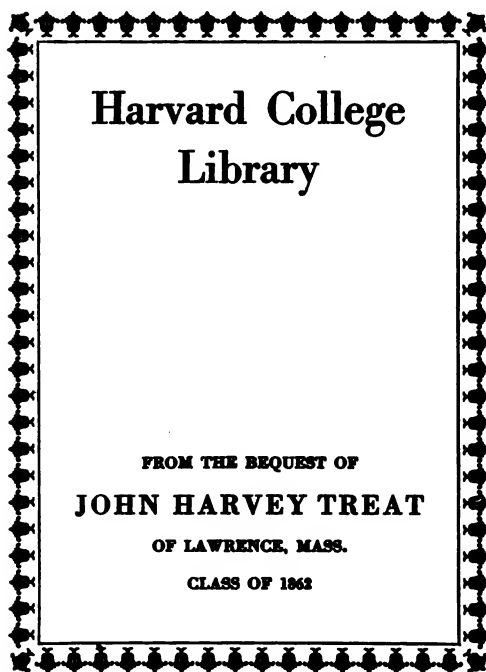 Harvard College
Library
FROM THE BEQUEST OF
JOHN HARVEY TREAT
OF LAWRENCE, MASS.
CLASS OF 1862